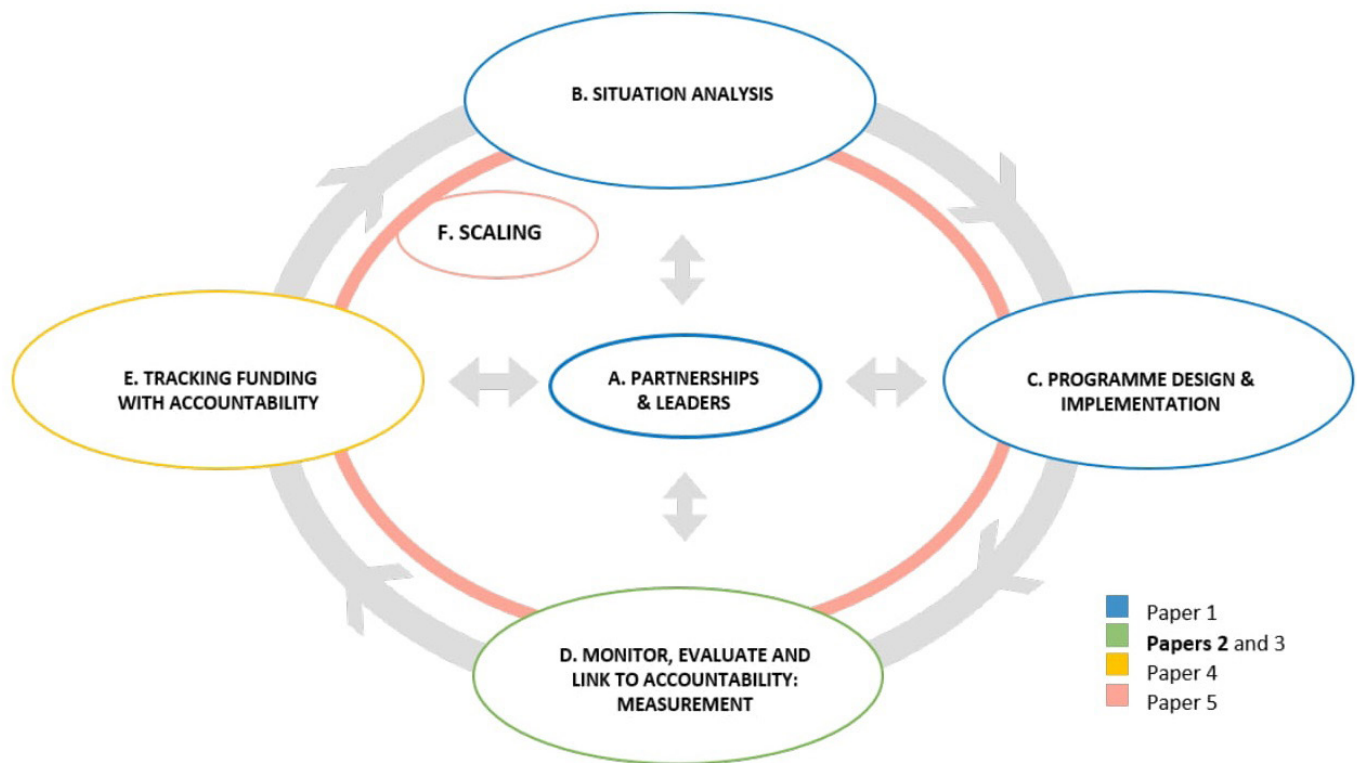 B. SITUATION ANALYSIS
F. SCALING
A. PARTNERSHIPS
& LEADERS
E. TRACKING FUNDING
WITH ACCOUNTABILITY
C. PROGRAMME DESIGN &
IMPLEMENTATION
D. MONITOR, EVALUATE AND
LINK TO ACCOUNTABILITY:
MEASUREMENT
Paper 1
Papers 2 and 3
Paper 4
Paper 5